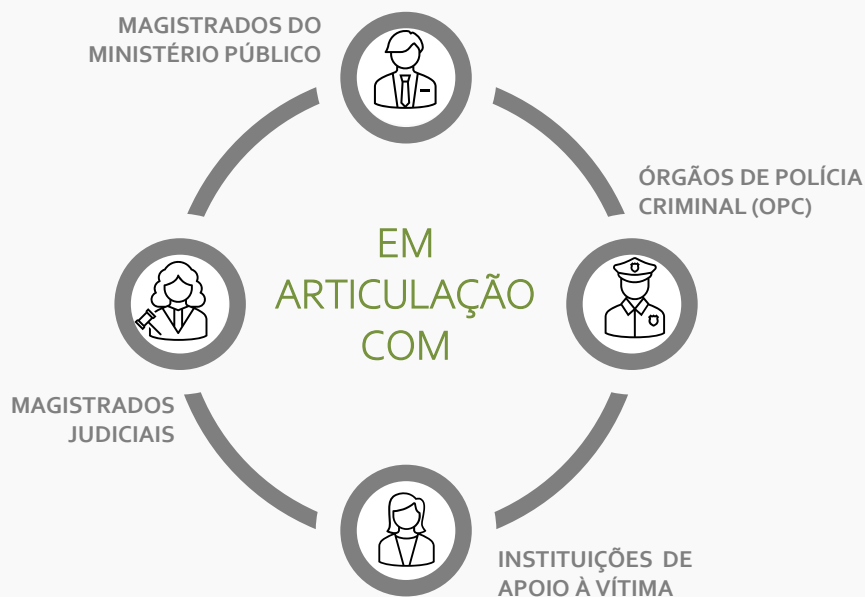 MAGISTRADOS DO
MINISTÉRIO PÚBLICO
ÓRGÃOS DE POLÍCIA
CRIMINAL (OPC)
EM
ARTICULAÇÃO
COM
MAGISTRADOS
JUDICIAIS
INSTITUIÇÕES DE
APOIO À VÍTIMA